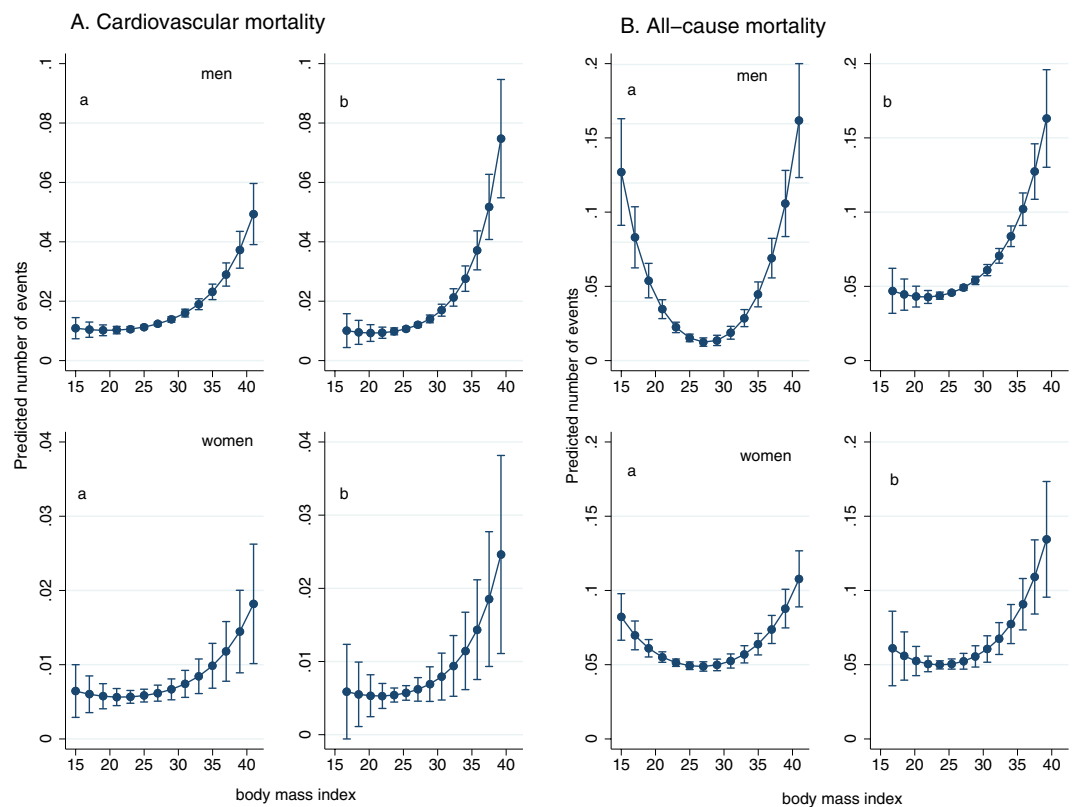 A. Cardiovascular mortality
B. All−cause mortality
Predicted number of events
men
a
0 .02 .04 .06 .08 .1
15 20 25 30 35 40
b
0 .02 .04 .06 .08 .1
15 20 25 30 35 40
women
a
0 .01 .02 .03 .04
15 20 25 30 35 40
b
0 .01 .02 .03 .04
15 20 25 30 35 40
body mass index
Predicted number of events
men
a
0 .05 .1 .15 .2
15 20 25 30 35 40
b
0 .05 .1 .15 .2
15 20 25 30 35 40
women
a
0 .05 .1 .15 .2
15 20 25 30 35 40
b
0 .05 .1 .15 .2
15 20 25 30 35 40
body mass index